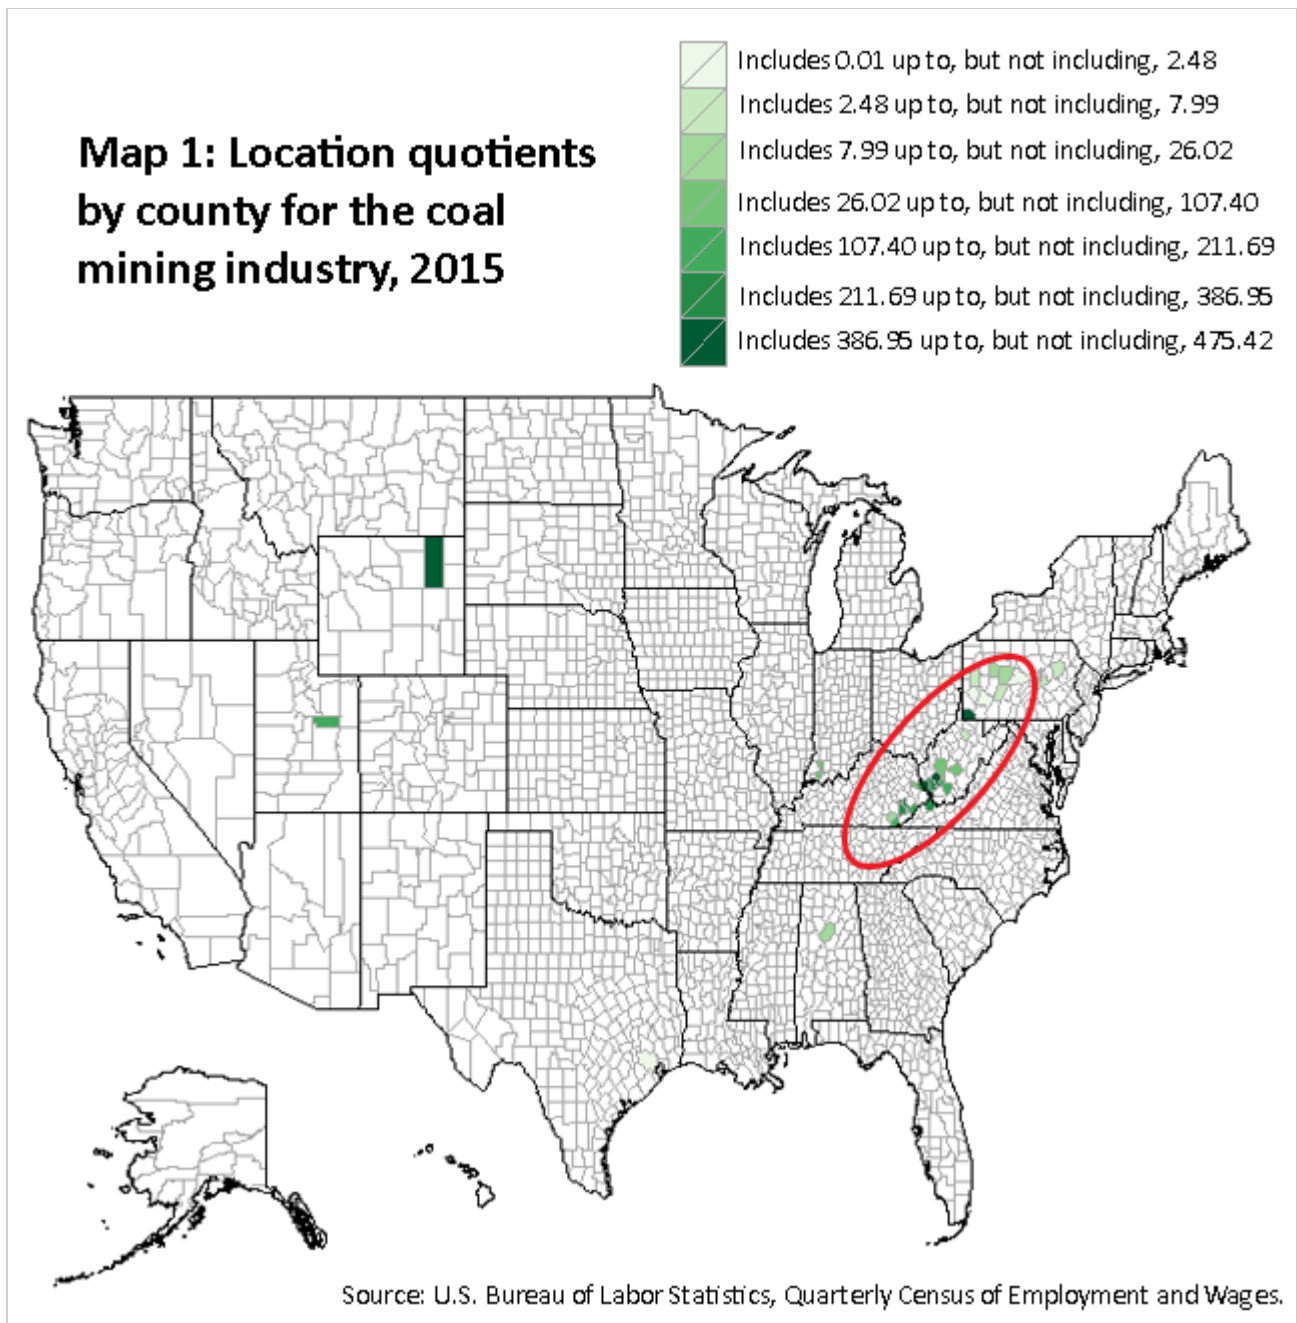 Map 1: Location quotients
by county for the coal
mining industry, 2015
Includes 0.01 up to, but not including, 2.48
Includes 2.48 up to, but not including, 7.99
Includes 7.99 up to, but not including, 26.02
Includes 26.02 up to, but not including, 107.40
Includes 107.40 up to, but not including, 211.69
Includes 211.69 up to, but not including, 386.95
Includes 386.95 up to, but not including, 475.42
Source: U.S. Bureau of Labor Statistics, Quarterly Census of Employment and Wages.